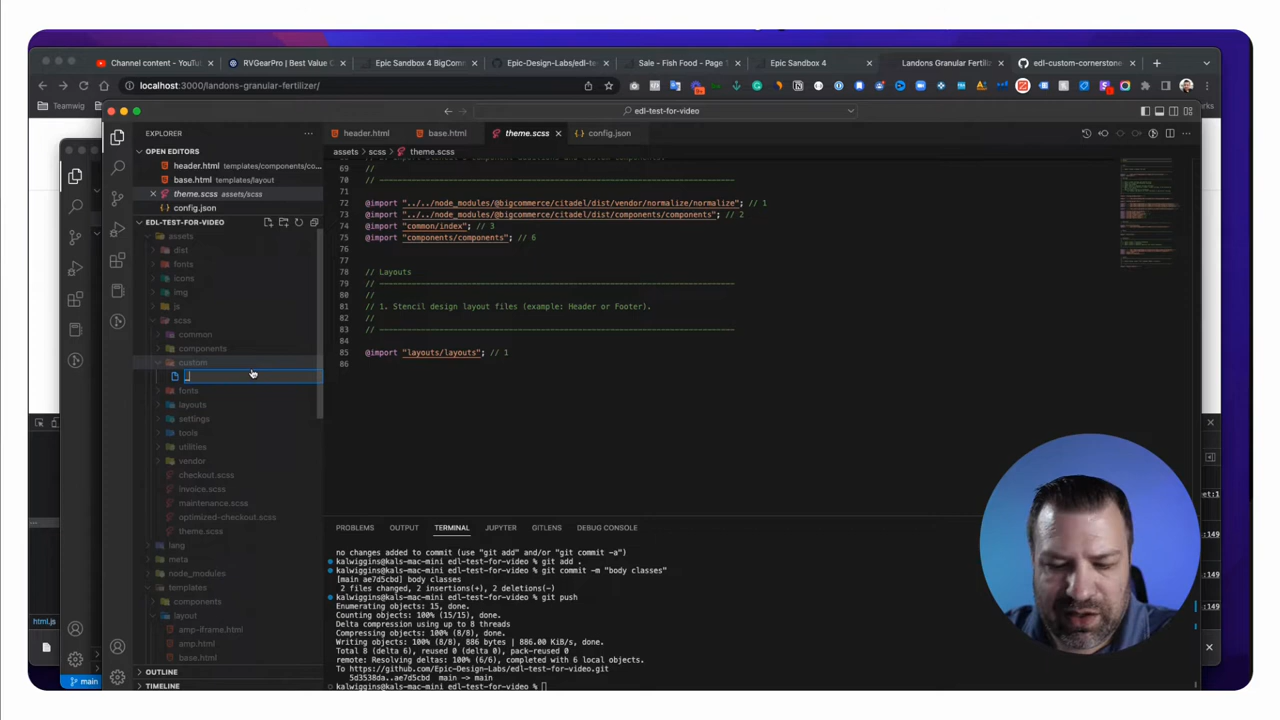 Channel content - YouTu
RVGearPro | Best Value C
Epic Sandbox 4 BigComm
Epic-Design-Labs/edl-te
Sale - Fish Food - Page 1
Epic Sandbox 4
Landons Granular Fertiliz
edl-custom-cornerstone
localhost:3000/landons-granular-fertilizer/
Teamwig
edl-test-for-video
EXPLORER
header.html
base.html
theme.scss
config.json
OPEN EDITORS
assets > scss > theme.scss
header.html templates/components/co...
base.html templates/layout
theme.scss assets/scss
config.json
EDL-TEST-FOR-VIDEO
assets
dist
fonts
icons
img
js
scss
common
components
custom
_
fonts
layouts
settings
tools
utilities
vendor
checkout.scss
invoice.scss
maintenance.scss
optimized-checkout.scss
theme.scss
lang
meta
node_modules
templates
components
layout
amp-iframe.html
amp.html
base.html
OUTLINE
TIMELINE
69 //
70 // ----------------------------------------------------------------------------
71
72 @import "../../node_modules/@bigcommerce/citadel/dist/vendor/normalize/normalize"; // 1
73 @import "../../node_modules/@bigcommerce/citadel/dist/components/components"; // 2
74 @import "common/index"; // 3
75 @import "components/components"; // 6
76
77
78 // Layouts
79 // ----------------------------------------------------------------------------
80 //
81 // 1. Stencil design layout files (example: Header or Footer).
82 //
83 // ----------------------------------------------------------------------------
84
85 @import "layouts/layouts"; // 1
86
PROBLEMS OUTPUT TERMINAL JUPYTER GITLENS DEBUG CONSOLE
no changes added to commit (use "git add" and/or "git commit -a")
kalwiggins@kals-mac-mini edl-test-for-video % git add .
kalwiggins@kals-mac-mini edl-test-for-video % git commit -m "body classes"
[main ae7d5cbd] body classes
2 files changed, 2 insertions(+), 2 deletions(-)
kalwiggins@kals-mac-mini edl-test-for-video % git push
Enumerating objects: 15, done.
Counting objects: 100% (15/15), done.
Delta compression using up to 8 threads
Compressing objects: 100% (8/8), done.
Writing objects: 100% (8/8), 886 bytes | 886.00 KiB/s, done.
Total 8 (delta 6), reused 0 (delta 0), pack-reused 0
remote: Resolving deltas: 100% (6/6), completed with 6 local objects.
To https://github.com/Epic-Design-Labs/edl-test-for-video.git
5d3538da..ae7d5cbd main -> main
kalwiggins@kals-mac-mini edl-test-for-video %
html.js
main